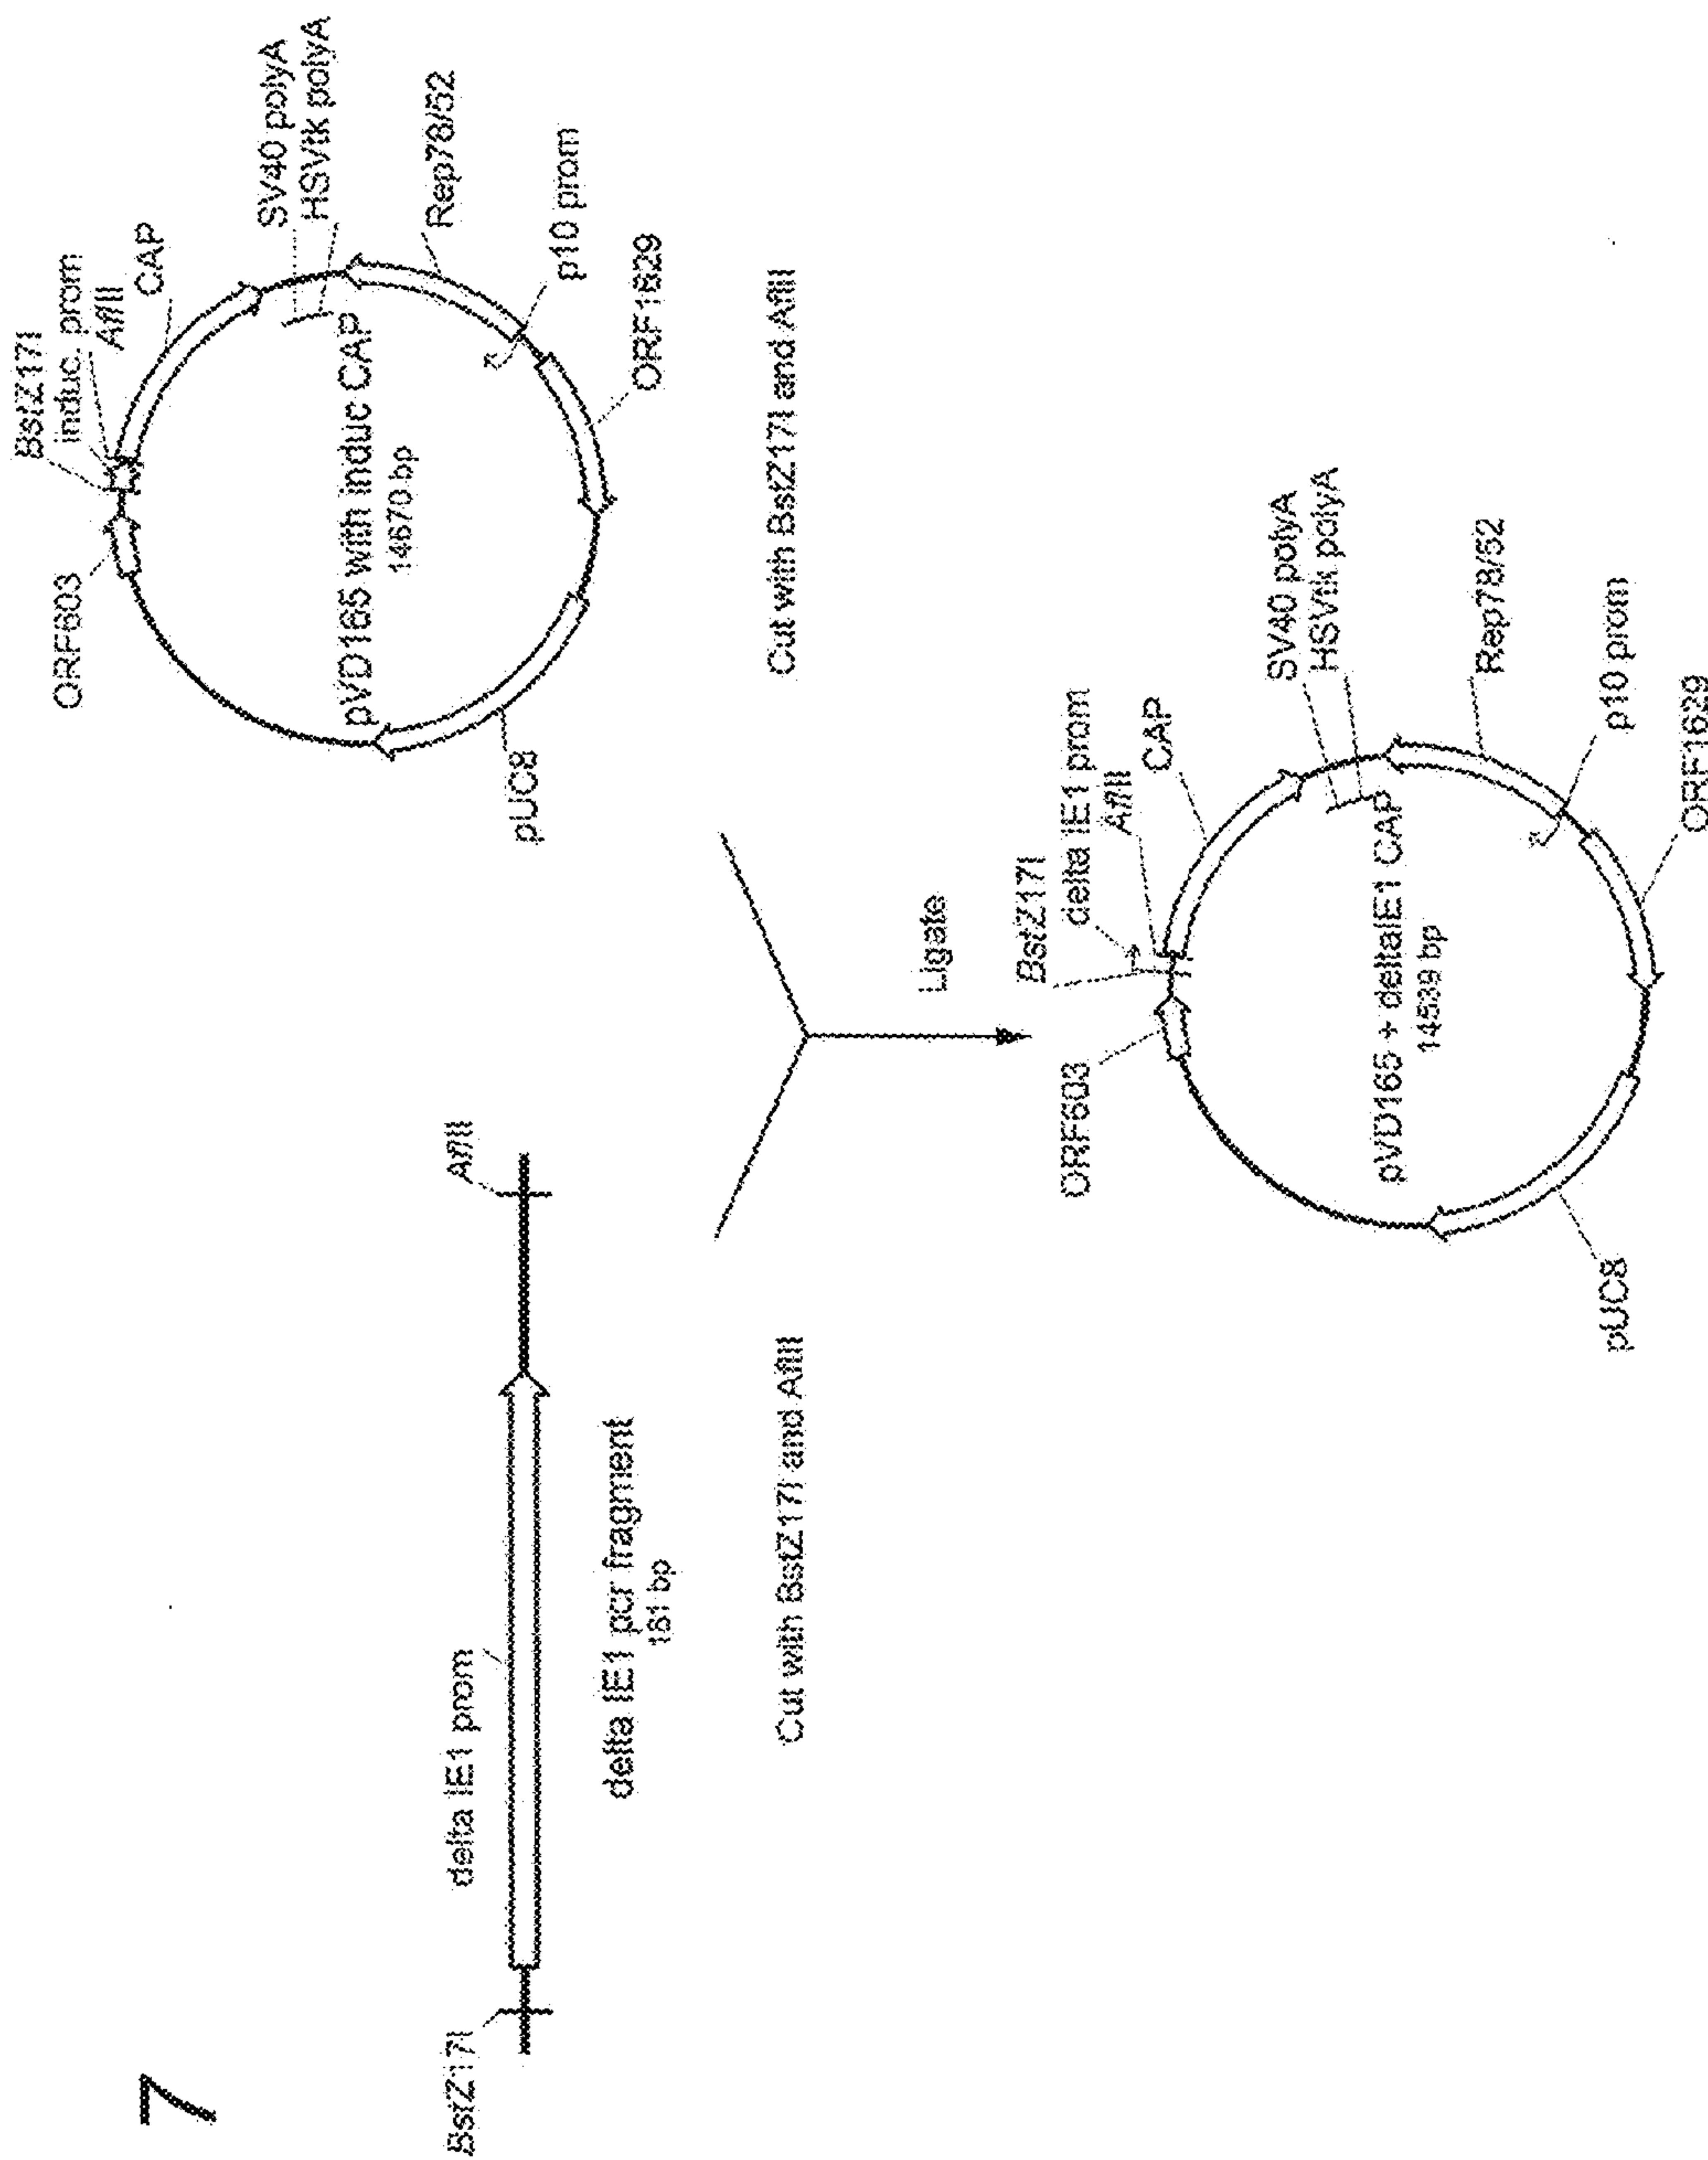 7
BstZ17I
delta IE1 prom
AflII
delta IE1 pcr fragment
161 bp
Cut with BstZ17I and AflII
ORF603
BstZ17I
induc. prom
AflII
CAP
SV40 polyA
HSVtk polyA
pVD165 with induc CAP
14670 bp
Rep78/52
p10 prom
ORF1629
pUC8
Cut with BstZ17I and AflII
Ligate
ORF603
BstZ17I
delta IE1 prom
AflII
CAP
SV40 polyA
HSVtk polyA
pVD165 + deltaIE1 CAP
14539 bp
Rep78/52
p10 prom
ORF1629
pUC8